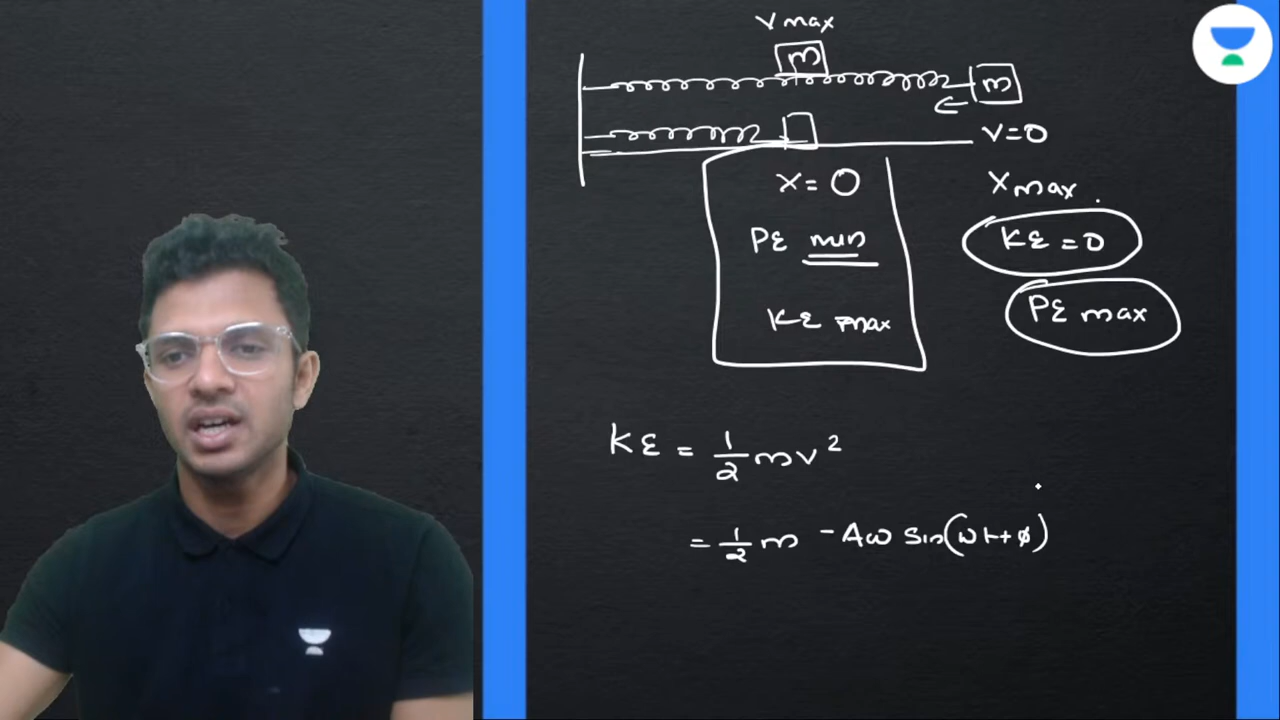 Vmax
m
m
V=0
x=0
xmax.
PE min
KE=0
KE max
PE max
KE = 1/2 mv²
= 1/2 m -Aω Sin(ωt+φ)